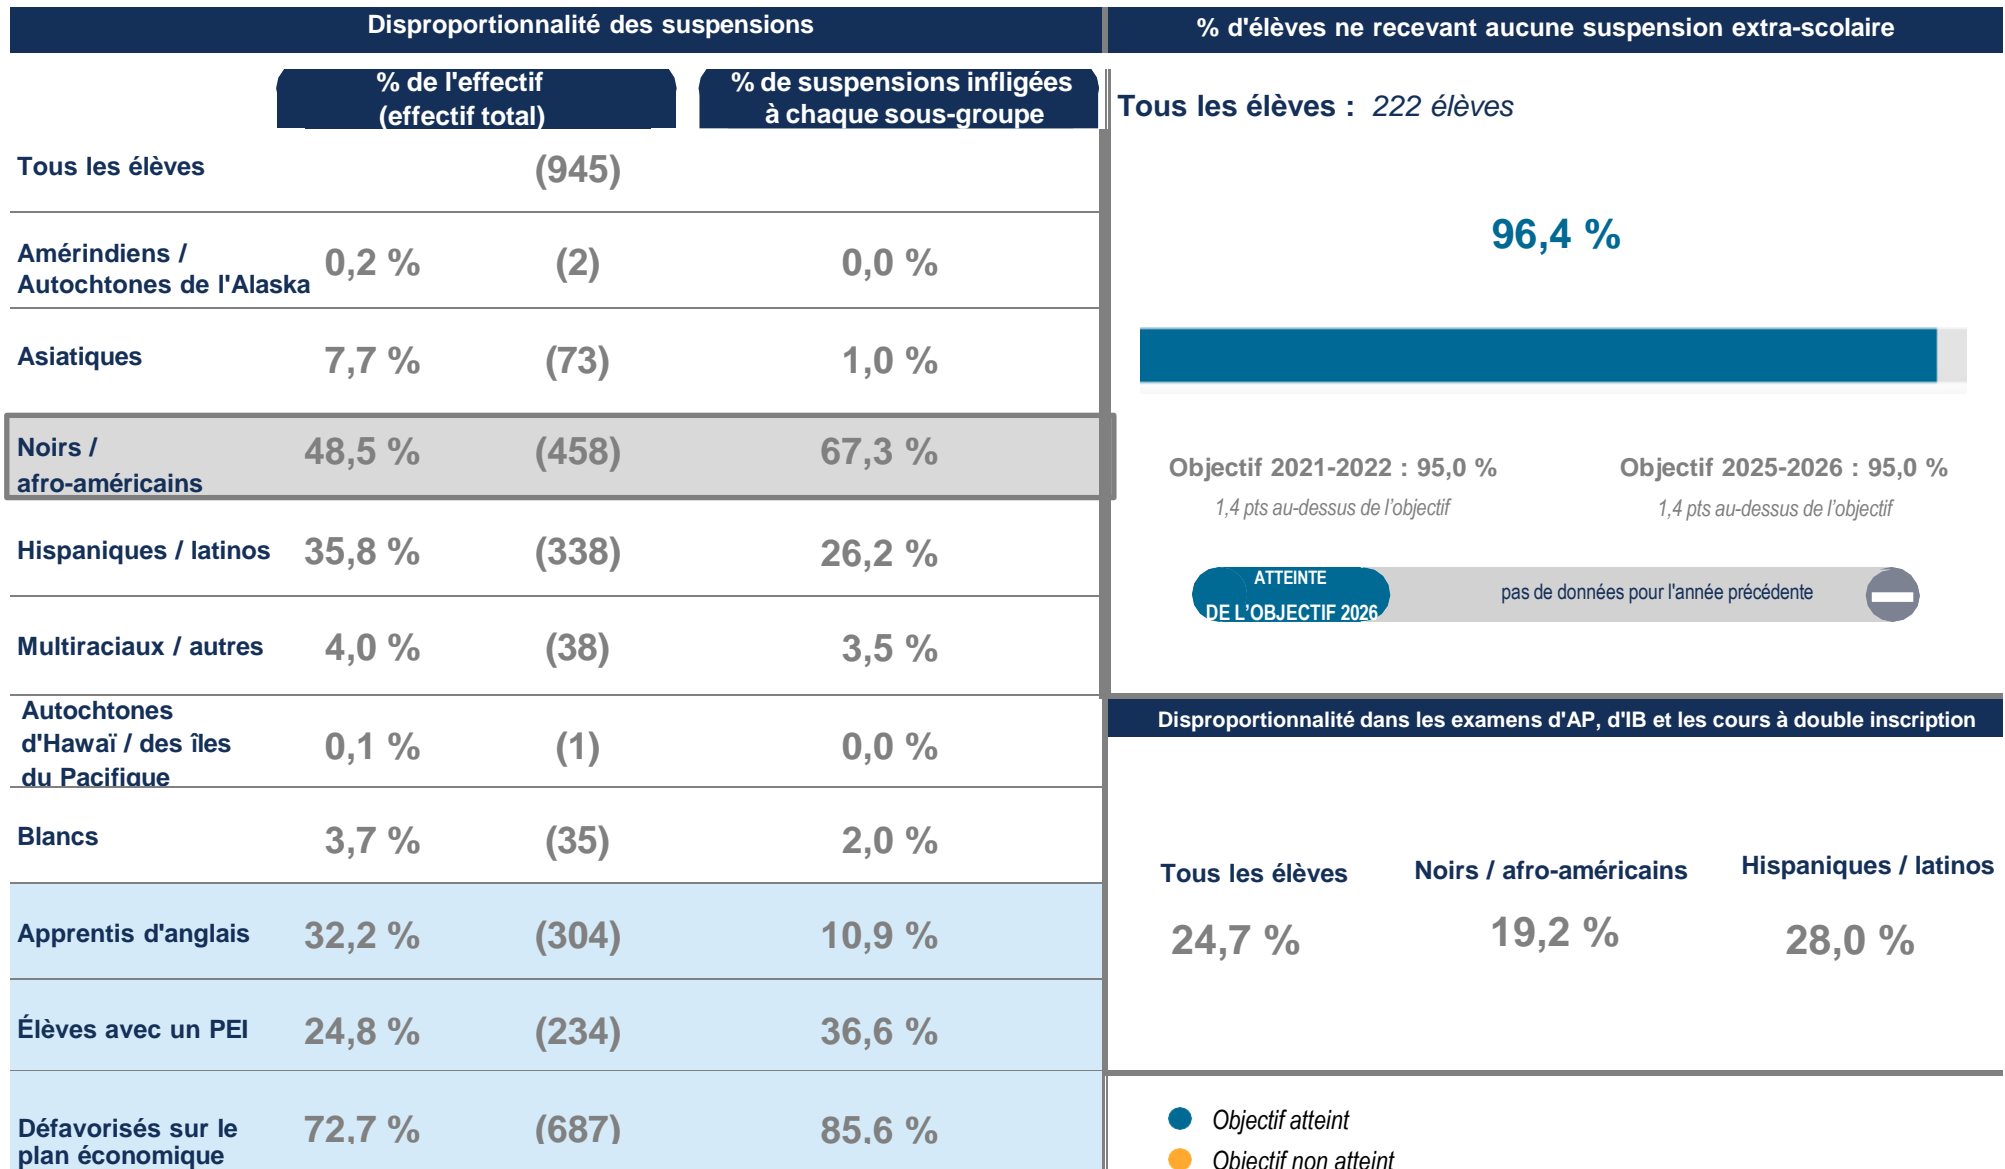 Disproportionnalité des suspensions
% de l'effectif
(effectif total)
% de suspensions infligées
à chaque sous-groupe
Tous les élèves (945)
Amérindiens /
Autochtones de l'Alaska 0,2 % (2) 0,0 %
Asiatiques 7,7 % (73) 1,0 %
Noirs /
afro-américains 48,5 % (458) 67,3 %
Hispaniques / latinos 35,8 % (338) 26,2 %
Multiraciaux / autres 4,0 % (38) 3,5 %
Autochtones
d'Hawaï / des îles
du Pacifique 0,1 % (1) 0,0 %
Blancs 3,7 % (35) 2,0 %
Apprentis d'anglais 32,2 % (304) 10,9 %
Élèves avec un PEI 24,8 % (234) 36,6 %
Défavorisés sur le
plan économique 72,7 % (687) 85,6 %
% d'élèves ne recevant aucune suspension extra-scolaire
Tous les élèves : 222 élèves
96,4 %
Objectif 2021-2022 : 95,0 % Objectif 2025-2026 : 95,0 %
1,4 pts au-dessus de l'objectif 1,4 pts au-dessus de l'objectif
ATTEINTE
DE L'OBJECTIF 2026
pas de données pour l'année précédente
Disproportionnalité dans les examens d'AP, d'IB et les cours à double inscription
Tous les élèves Noirs / afro-américains Hispaniques / latinos
24,7 % 19,2 % 28,0 %
Objectif atteint
Objectif non atteint